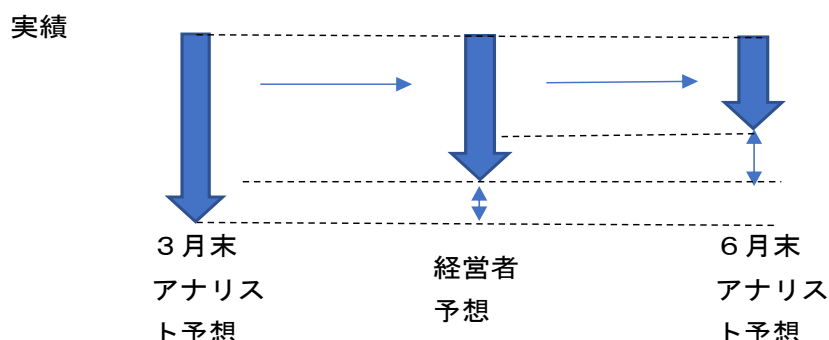 実績
３月末
アナリス
ト予想
経営者
予想
６月末
アナリス
ト予想